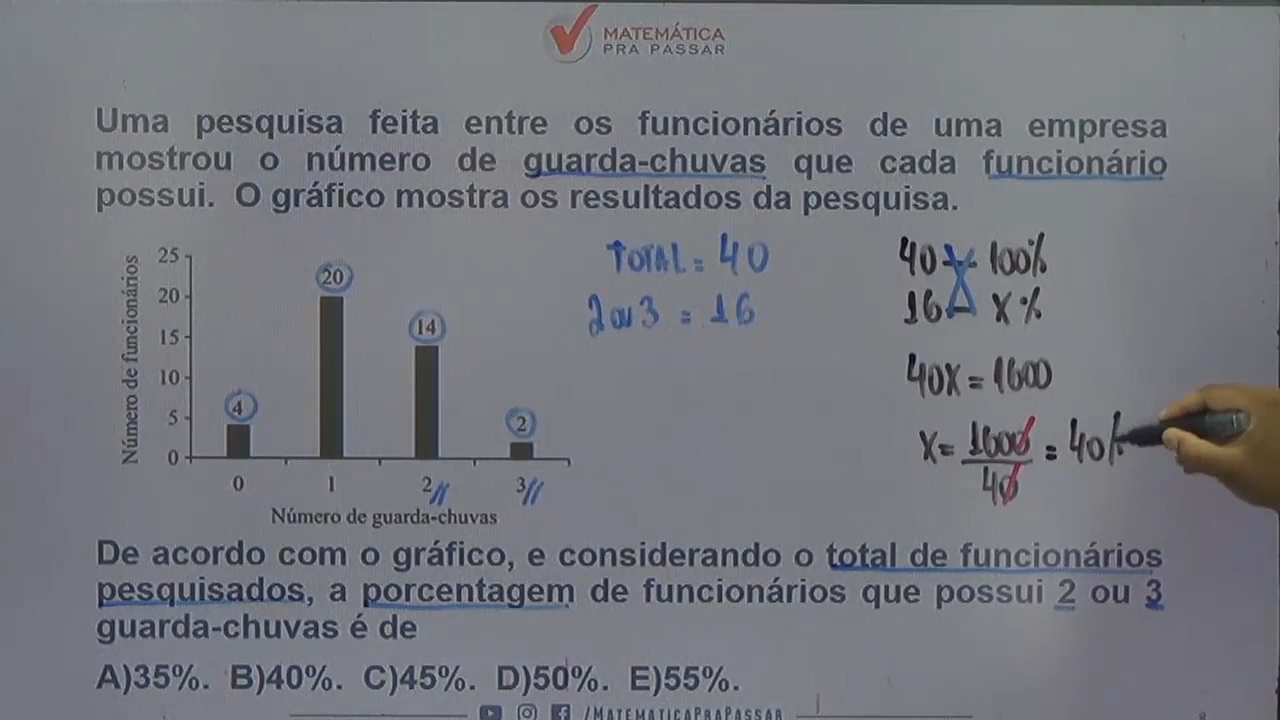 MATEMÁTICA
PRA PASSAR
Uma pesquisa feita entre os funcionários de uma empresa
mostrou o número de guarda-chuvas que cada funcionário
possui. O gráfico mostra os resultados da pesquisa.
Número de funcionários
25
20
15
10
5
0
4
20
14
2
0
1
2
3
Número de guarda-chuvas
TOTAL = 40
2 ou 3 = 16
40 - 100%
16 - X%
40X = 1600
X = 1600 = 40%
40
De acordo com o gráfico, e considerando o total de funcionários
pesquisados, a porcentagem de funcionários que possui 2 ou 3
guarda-chuvas é de
A)35%. B)40%. C)45%. D)50%. E)55%.
/MATEMATICAPRAPASSAR